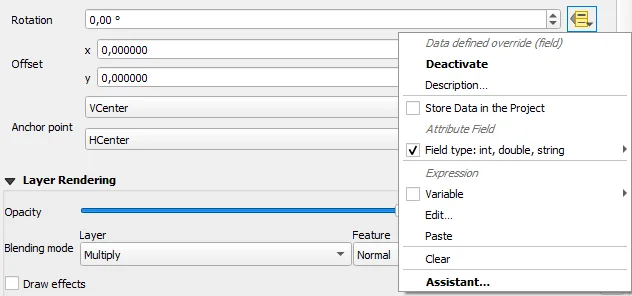 Rotation
0,00 °
Offset
x 0,000000
y 0,000000
Anchor point
VCenter
HCenter
Layer Rendering
Opacity
Blending mode
Layer
Multiply
Feature
Normal
Draw effects
Data defined override (field)
Deactivate
Description...
Store Data in the Project
Attribute Field
Field type: int, double, string
Expression
Variable
Edit...
Paste
Clear
Assistant...